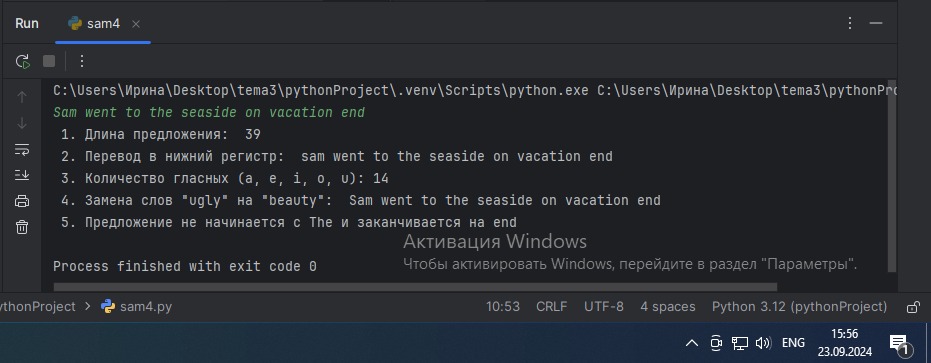 Run sam4
C:\Users\Ирина\Desktop\tema3\pythonProject\.venv\Scripts\python.exe C:\Users\Ирина\Desktop\tema3\pythonPro
Sam went to the seaside on vacation end
1. Длина предложения:  39
2. Перевод в нижний регистр:  sam went to the seaside on vacation end
3. Количество гласных (a, e, i, o, u): 14
4. Замена слов "ugly" на "beauty":  Sam went to the seaside on vacation end
5. Предложение не начинается с The и заканчивается на end
Активация Windows
Чтобы активировать Windows, перейдите в раздел "Параметры".
Process finished with exit code 0
ythonProject > sam4.py 10:53 CRLF UTF-8 4 spaces Python 3.12 (pythonProject)
ENG 15:56
23.09.2024 1